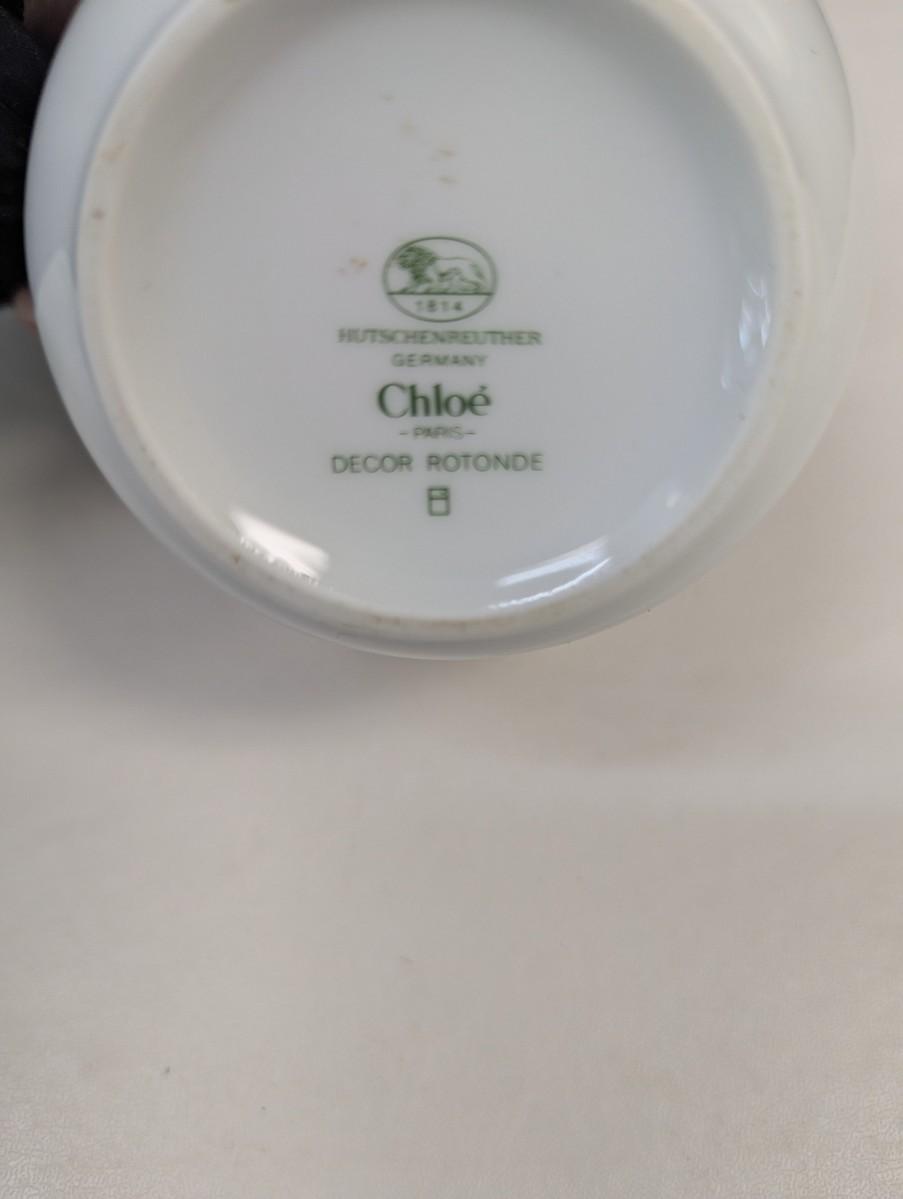 1814
HUTSCHENREUTHER
GERMANY
Chloé
-PARIS-
DECOR ROTONDE